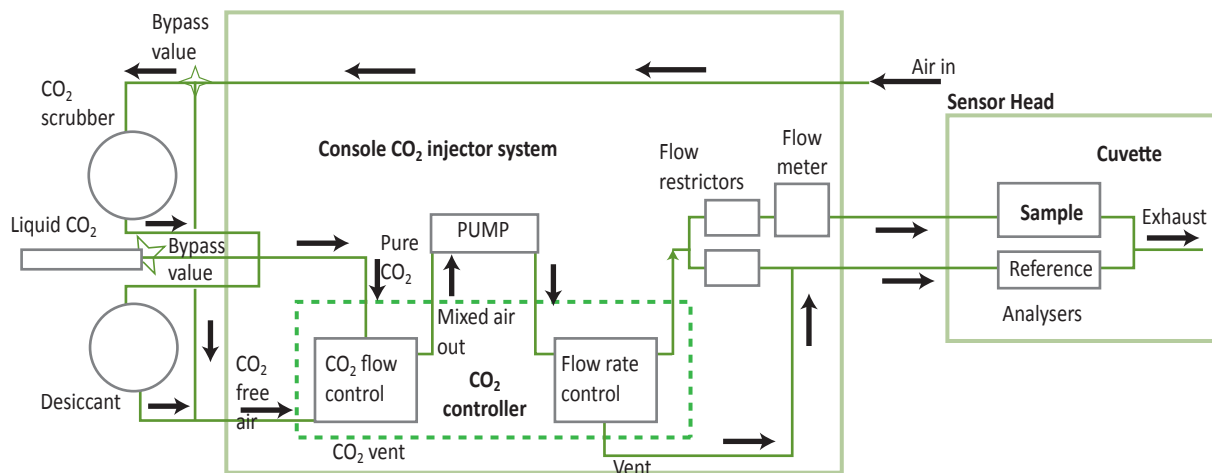 Bypass
value
Air in
CO₂
scrubber
Sensor Head
Console CO₂ injector system
Flow
restrictors
Flow
meter
Cuvette
Liquid CO₂
Bypass
value
Pure
CO₂
PUMP
Sample
Exhaust
Reference
Analysers
Mixed air
out
CO₂ flow
control
CO₂
controller
Flow rate
control
CO₂
free
air
Desiccant
CO₂ vent
Vent